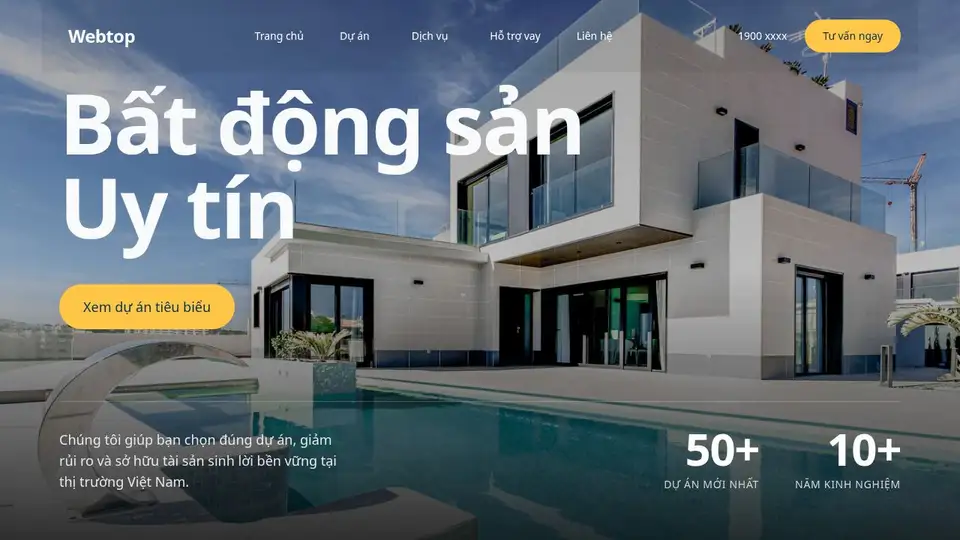 Webtop
Trang chủ
Dự án
Dịch vụ
Hỗ trợ vay
Liên hệ
1900 xxxx
Tư vấn ngay
Bất động sản
Uy tín
Xem dự án tiêu biểu
Chúng tôi giúp bạn chọn đúng dự án, giảm
rủi ro và sở hữu tài sản sinh lời bền vững tại
thị trường Việt Nam.
50+
DỰ ÁN MỚI NHẤT
10+
NĂM KINH NGHIỆM